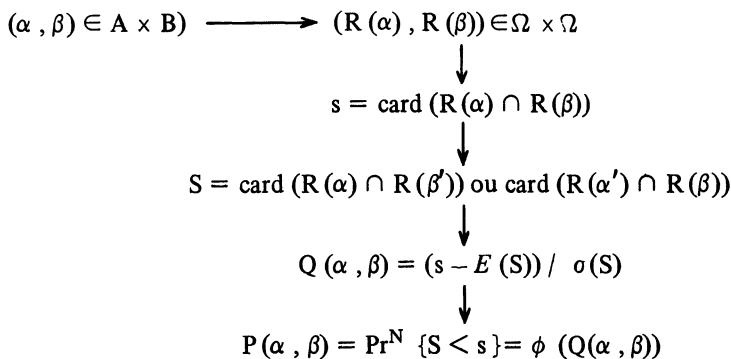 (α , β) ∈ A × B) ⟶ (R (α) , R (β)) ∈ Ω × Ω
s = card (R (α) ∩ R (β))
S = card (R (α) ∩ R (β')) ou card (R (α') ∩ R (β))
Q (α , β) = (s − E (S)) / σ(S)
P (α , β) = Pr^N {S < s} = ϕ (Q(α , β))